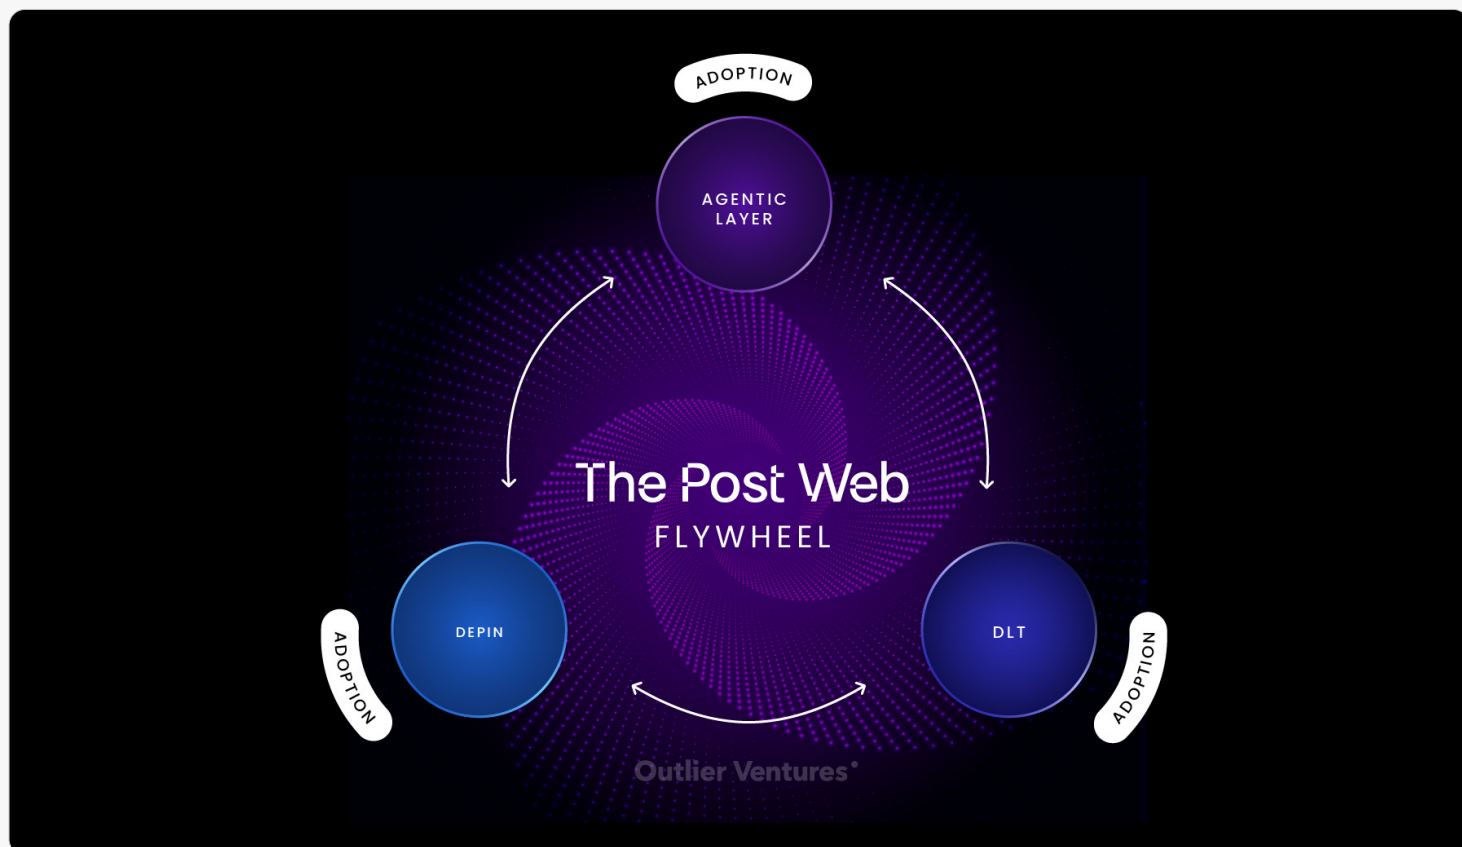 ADOPTION
AGENTIC
LAYER
The Post Web
FLYWHEEL
DEPIN
DLT
ADOPTION
ADOPTION
Outlier Ventures